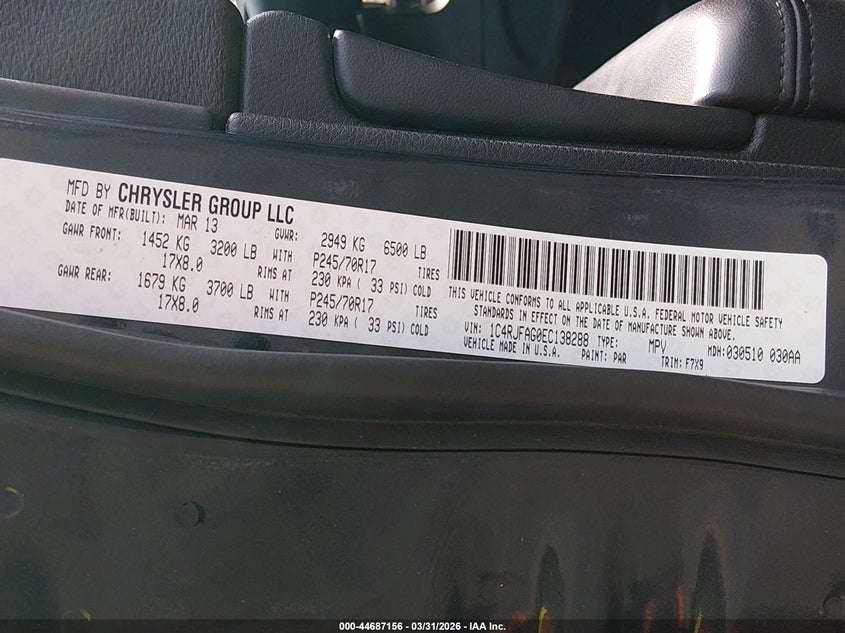 MFD BY CHRYSLER GROUP LLC
DATE OF MFR(BUILT): MAR 13 GVWR: 2949 KG 6500 LB
GAWR FRONT: 1452 KG 3200 LB WITH P245/70R17 TIRES
17X8.0 RIMS AT 230 KPA ( 33 PSI) COLD
GAWR REAR: 1679 KG 3700 LB WITH P245/70R17 TIRES
17X8.0 RIMS AT 230 KPA ( 33 PSI) COLD
THIS VEHICLE CONFORMS TO ALL APPLICABLE U.S.A. FEDERAL MOTOR VEHICLE SAFETY
STANDARDS IN EFFECT ON THE DATE OF MANUFACTURE SHOWN ABOVE.
VIN: 1C4RJFAG0EC138288 TYPE: MPV MDH:030510 030AA
VEHICLE MADE IN U.S.A. PAINT: PAR TRIM: F7X9
000-44687156 — 03/31/2026 — IAA Inc.